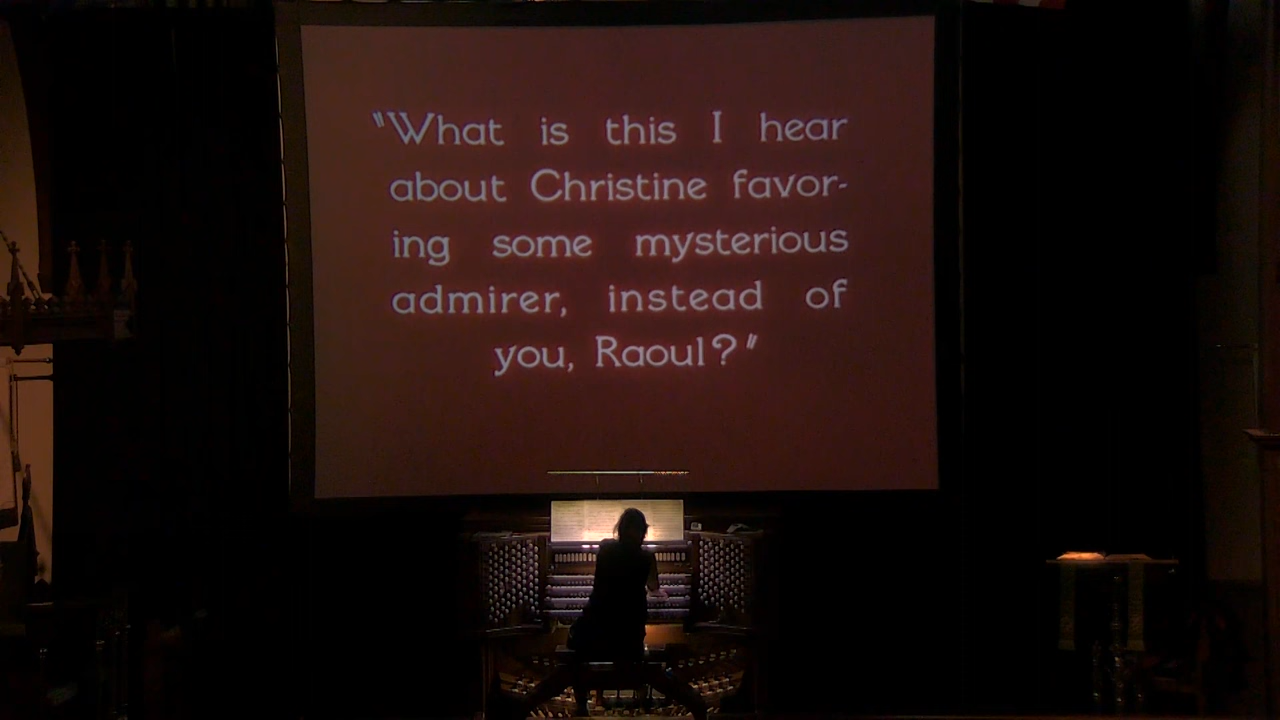 "What is this I hear
about Christine favor-
ing some mysterious
admirer, instead of
you, Raoul?"